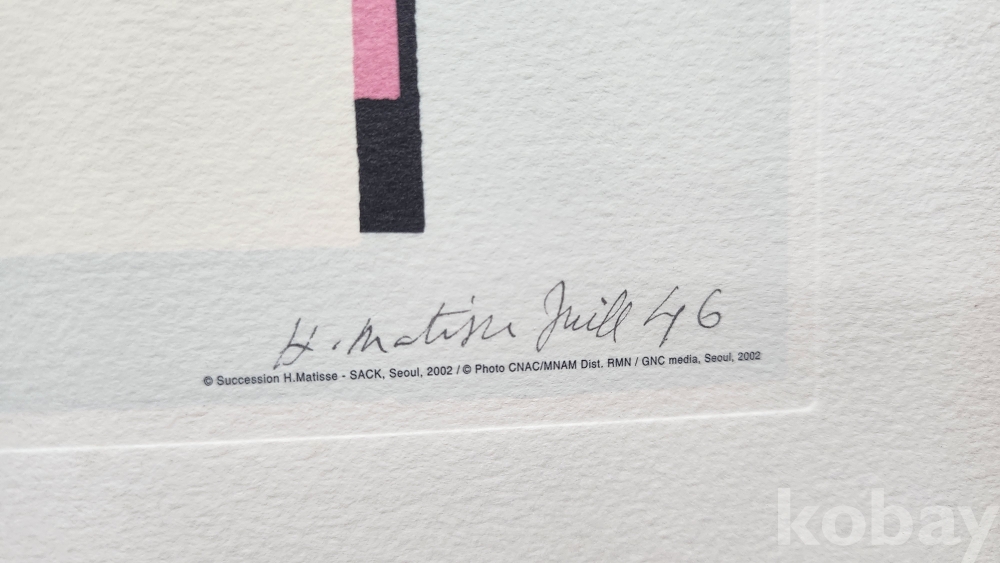 H. Matisse Juill 46
© Succession H.Matisse - SACK, Seoul, 2002 / © Photo CNAC/MNAM Dist. RMN / GNC media, Seoul, 2002
kobay